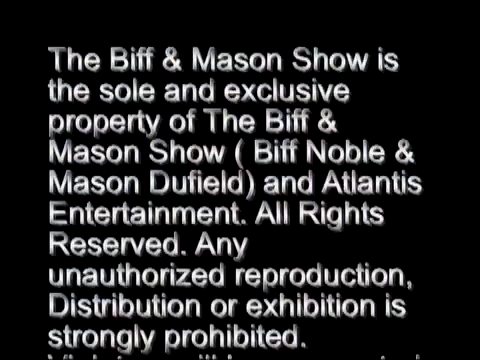 The Biff & Mason Show is
the sole and exclusive
property of The Biff &
Mason Show ( Biff Noble &
Mason Dufield) and Atlantis
Entertainment. All Rights
Reserved. Any
unauthorized reproduction,
Distribution or exhibition is
strongly prohibited.